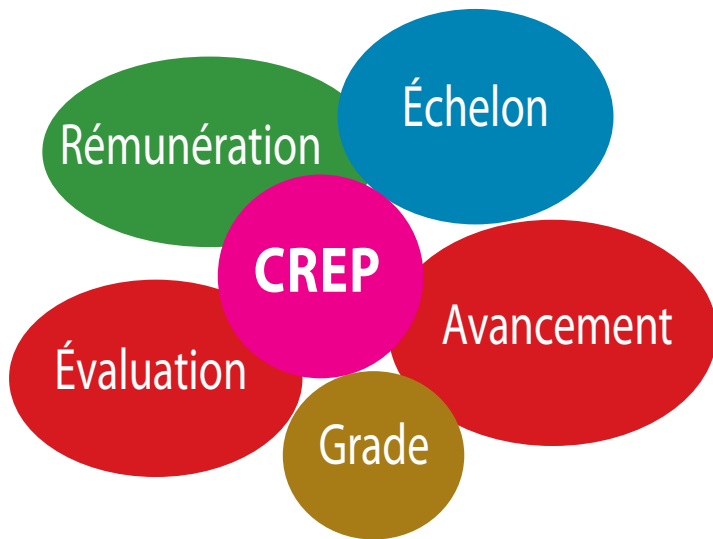 Échelon
Rémunération
CREP
Avancement
Évaluation
Grade